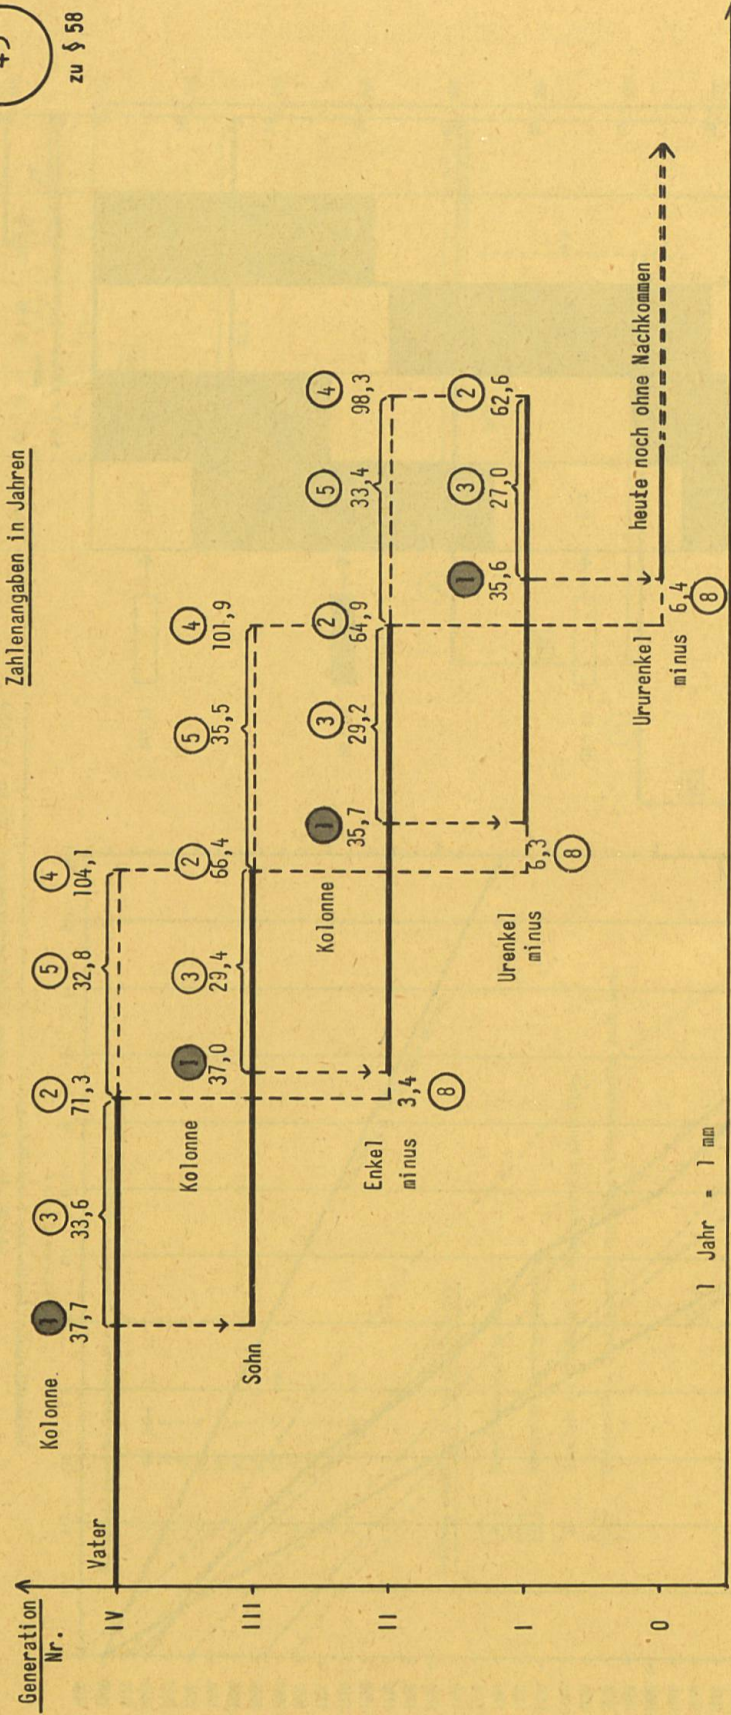 zu § 58
Zahlenangaben in Jahren
Generation
Nr.
IV
Vater
Kolonne.
1 3 2 5 4
37,7 33,6 71,3 32,8 104,1
III
Sohn
Kolonne
1 3 2 5 4
37,0 29,4 66,4 35,5 101,9
II
Enkel
minus
3,4
8
Kolonne
1 3 2 5 4
35,7 29,2 64,9 33,4 98,3
I
Urenkel
minus
6,3
8
1 3 2
35,6 27,0 62,6
0
Ururenkel
minus
6,4
8
heute noch ohne Nachkommen
1 Jahr = 1 mm